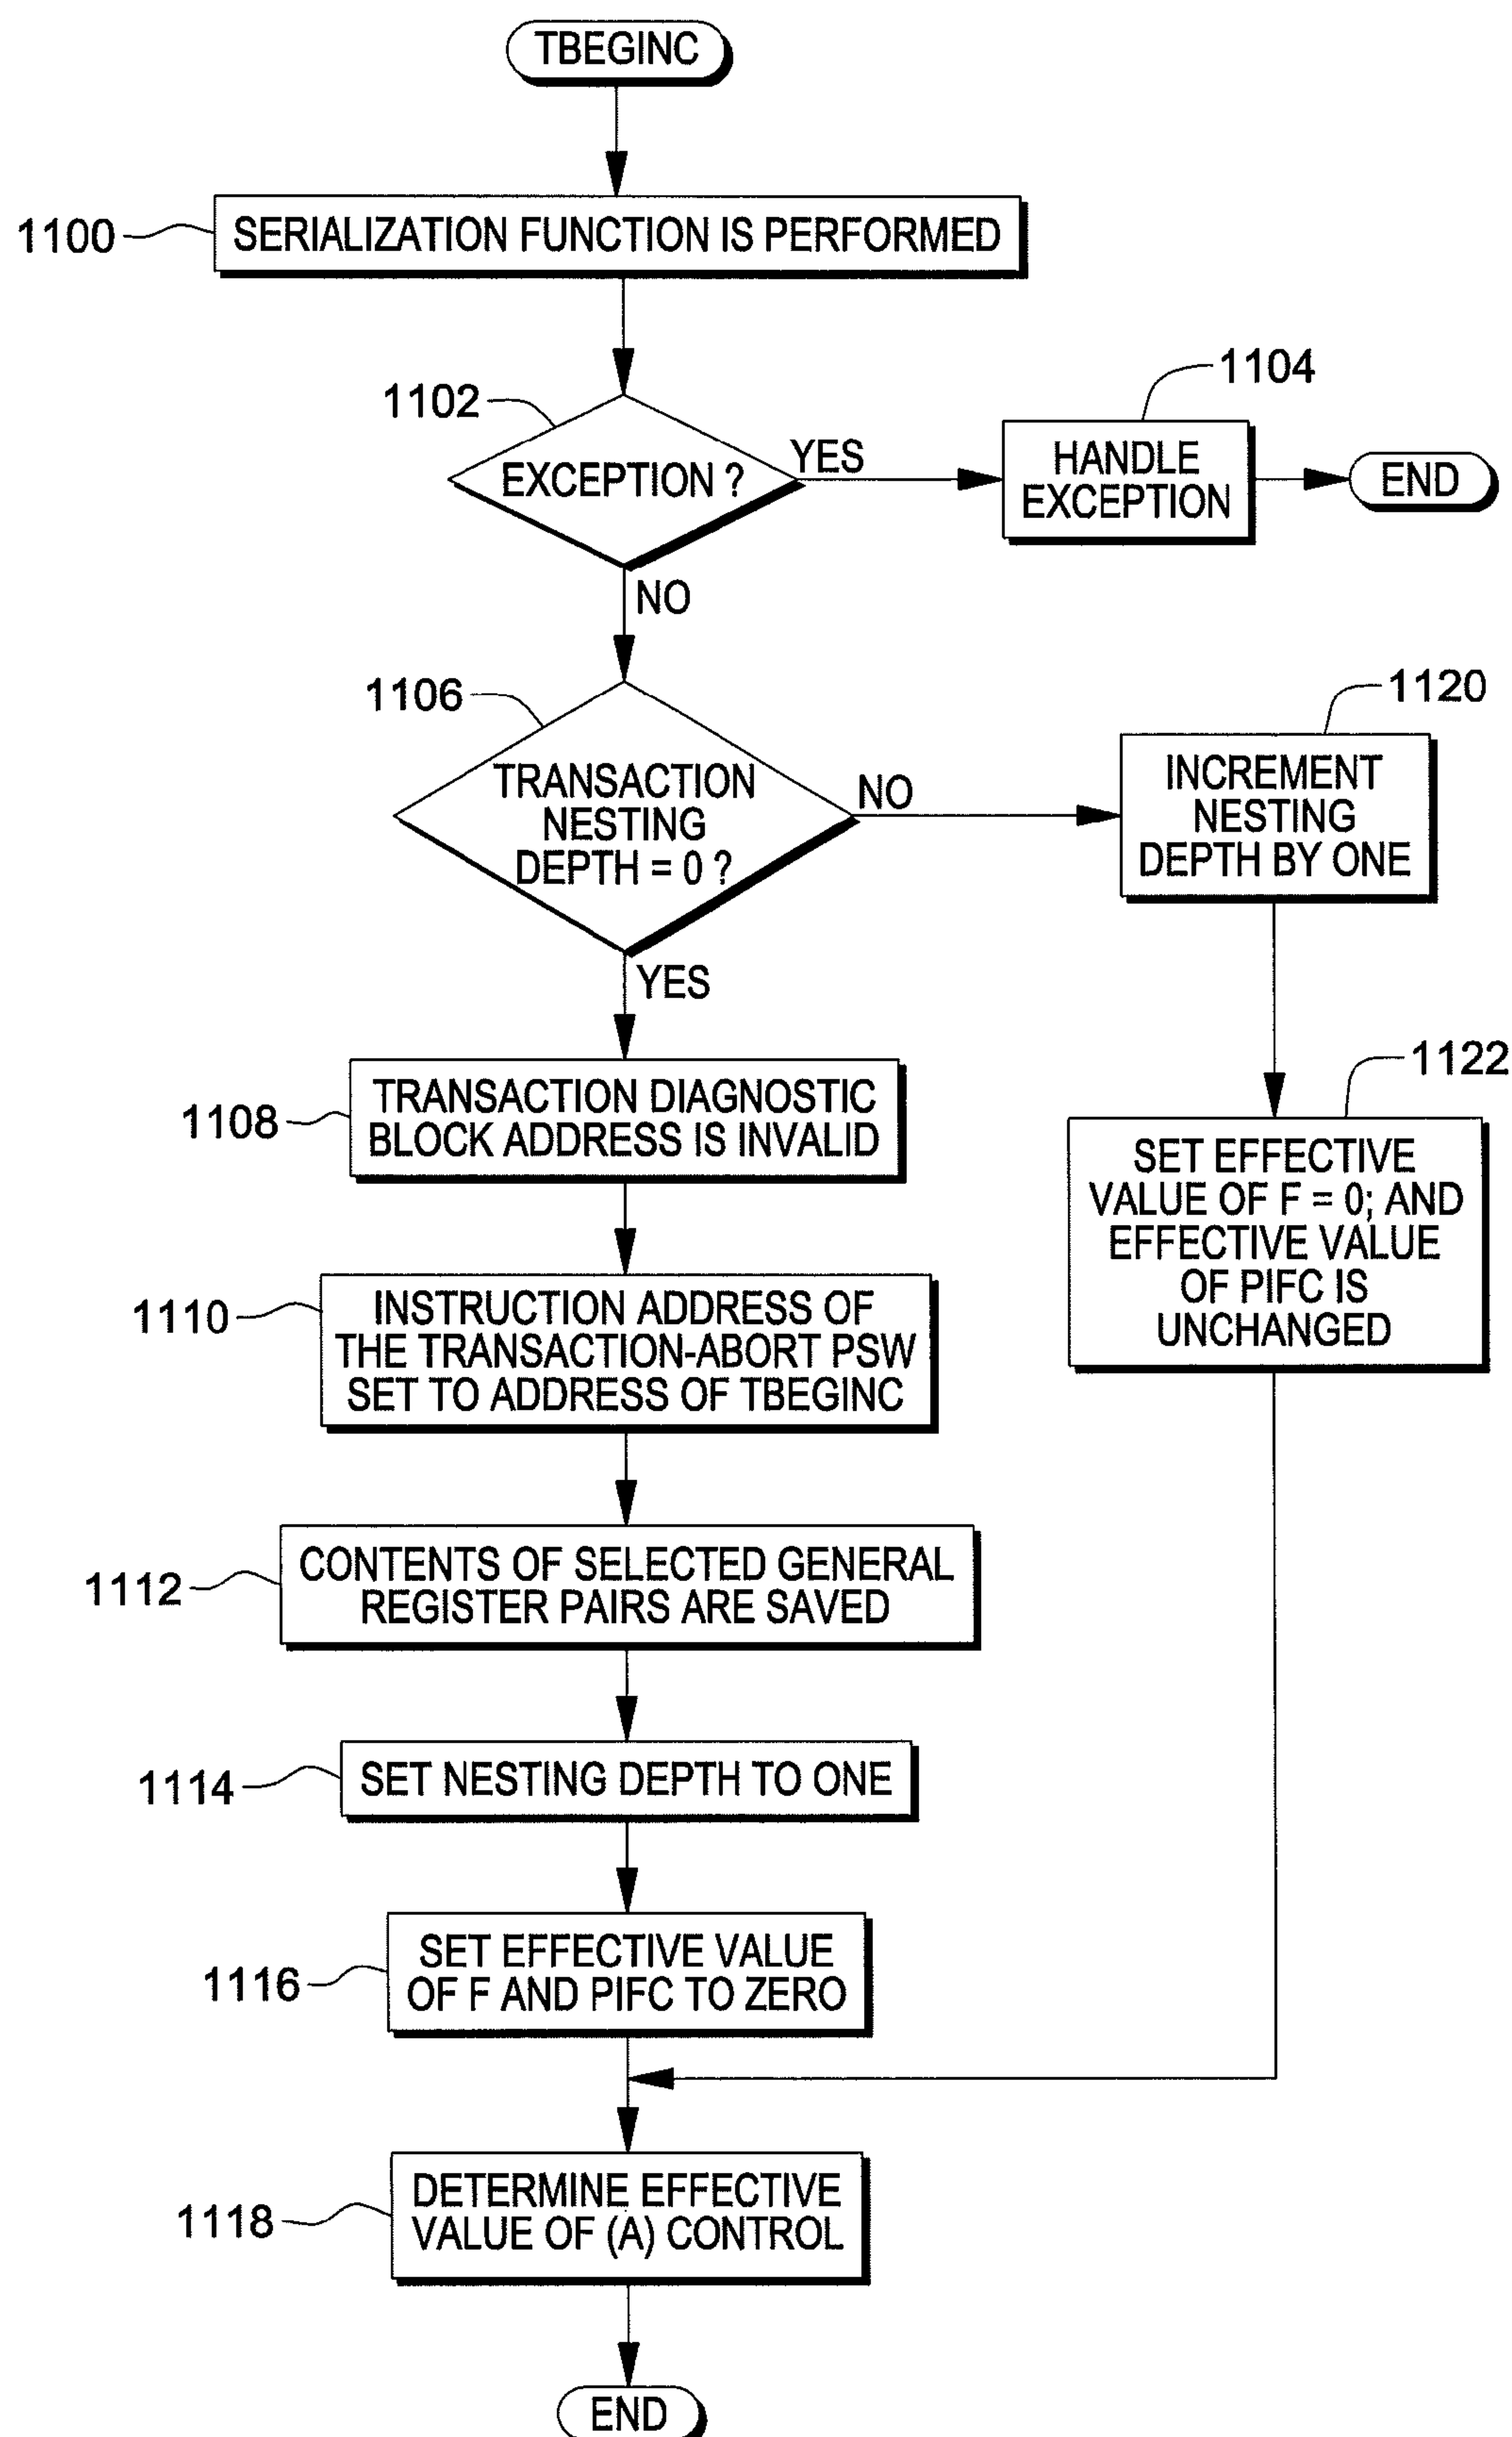 TBEGINC
1100
SERIALIZATION FUNCTION IS PERFORMED
1102
EXCEPTION ?
YES
1104
HANDLE
EXCEPTION
END
NO
1106
TRANSACTION
NESTING
DEPTH = 0 ?
NO
1120
INCREMENT
NESTING
DEPTH BY ONE
YES
1108
TRANSACTION DIAGNOSTIC
BLOCK ADDRESS IS INVALID
1122
SET EFFECTIVE
VALUE OF F = 0; AND
EFFECTIVE VALUE
OF PIFC IS
UNCHANGED
1110
INSTRUCTION ADDRESS OF
THE TRANSACTION-ABORT PSW
SET TO ADDRESS OF TBEGINC
1112
CONTENTS OF SELECTED GENERAL
REGISTER PAIRS ARE SAVED
1114
SET NESTING DEPTH TO ONE
1116
SET EFFECTIVE VALUE
OF F AND PIFC TO ZERO
1118
DETERMINE EFFECTIVE
VALUE OF (A) CONTROL
END